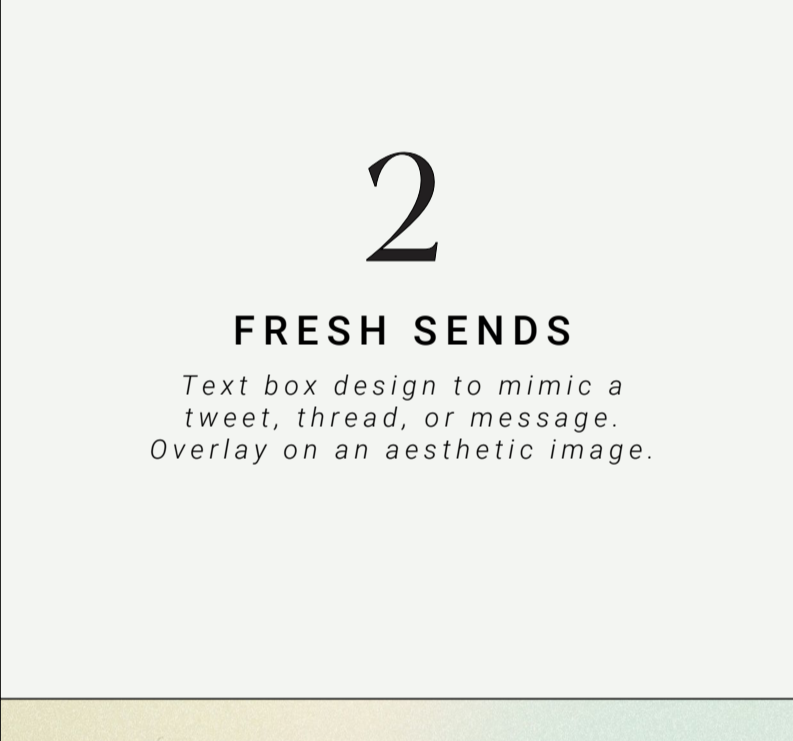 2
FRESH SENDS
Text box design to mimic a
tweet, thread, or message.
Overlay on an aesthetic image.